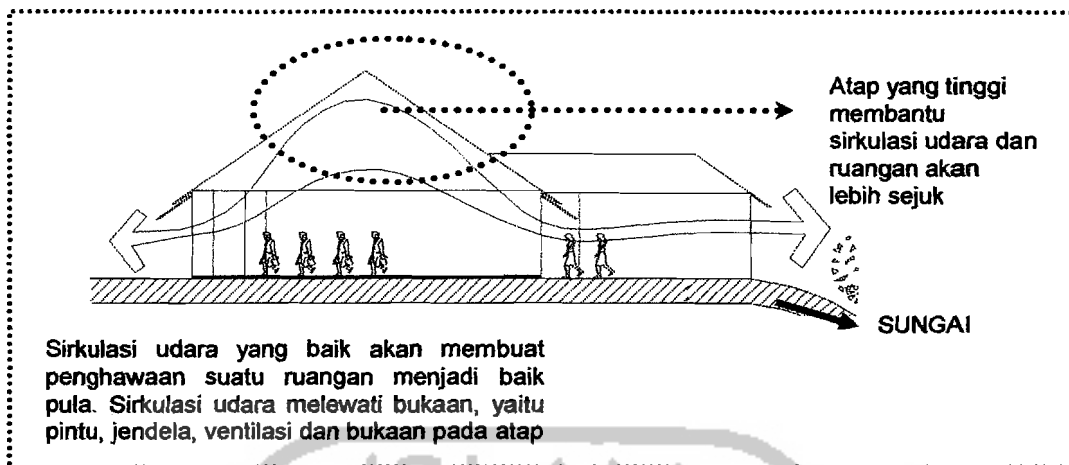 Atap yang tinggi
membantu
sirkulasi udara dan
ruangan akan
lebih sejuk
SUNGAI
Sirkulasi udara yang baik akan membuat
penghawaan suatu ruangan menjadi baik
pula. Sirkulasi udara melewati bukaan, yaitu
pintu, jendela, ventilasi dan bukaan pada atap